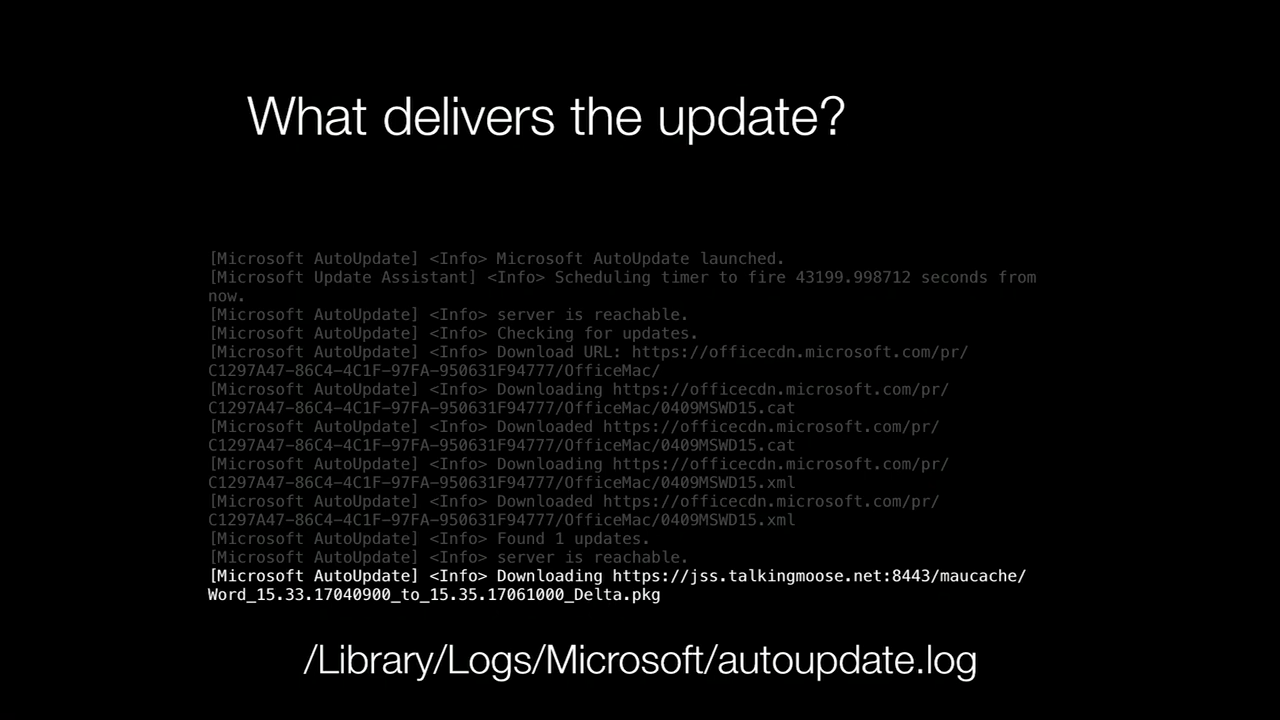 What delivers the update?
[Microsoft AutoUpdate] <Info> Microsoft AutoUpdate launched.
[Microsoft Update Assistant] <Info> Scheduling timer to fire 43199.998712 seconds from
now.
[Microsoft AutoUpdate] <Info> server is reachable.
[Microsoft AutoUpdate] <Info> Checking for updates.
[Microsoft AutoUpdate] <Info> Download URL: https://officecdn.microsoft.com/pr/
C1297A47-86C4-4C1F-97FA-950631F94777/OfficeMac/
[Microsoft AutoUpdate] <Info> Downloading https://officecdn.microsoft.com/pr/
C1297A47-86C4-4C1F-97FA-950631F94777/OfficeMac/0409MSWD15.cat
[Microsoft AutoUpdate] <Info> Downloaded https://officecdn.microsoft.com/pr/
C1297A47-86C4-4C1F-97FA-950631F94777/OfficeMac/0409MSWD15.cat
[Microsoft AutoUpdate] <Info> Downloading https://officecdn.microsoft.com/pr/
C1297A47-86C4-4C1F-97FA-950631F94777/OfficeMac/0409MSWD15.xml
[Microsoft AutoUpdate] <Info> Downloaded https://officecdn.microsoft.com/pr/
C1297A47-86C4-4C1F-97FA-950631F94777/OfficeMac/0409MSWD15.xml
[Microsoft AutoUpdate] <Info> Found 1 updates.
[Microsoft AutoUpdate] <Info> server is reachable.
[Microsoft AutoUpdate] <Info> Downloading https://jss.talkingmoose.net:8443/maucache/
Word_15.33.17040900_to_15.35.17061000_Delta.pkg
/Library/Logs/Microsoft/autoupdate.log